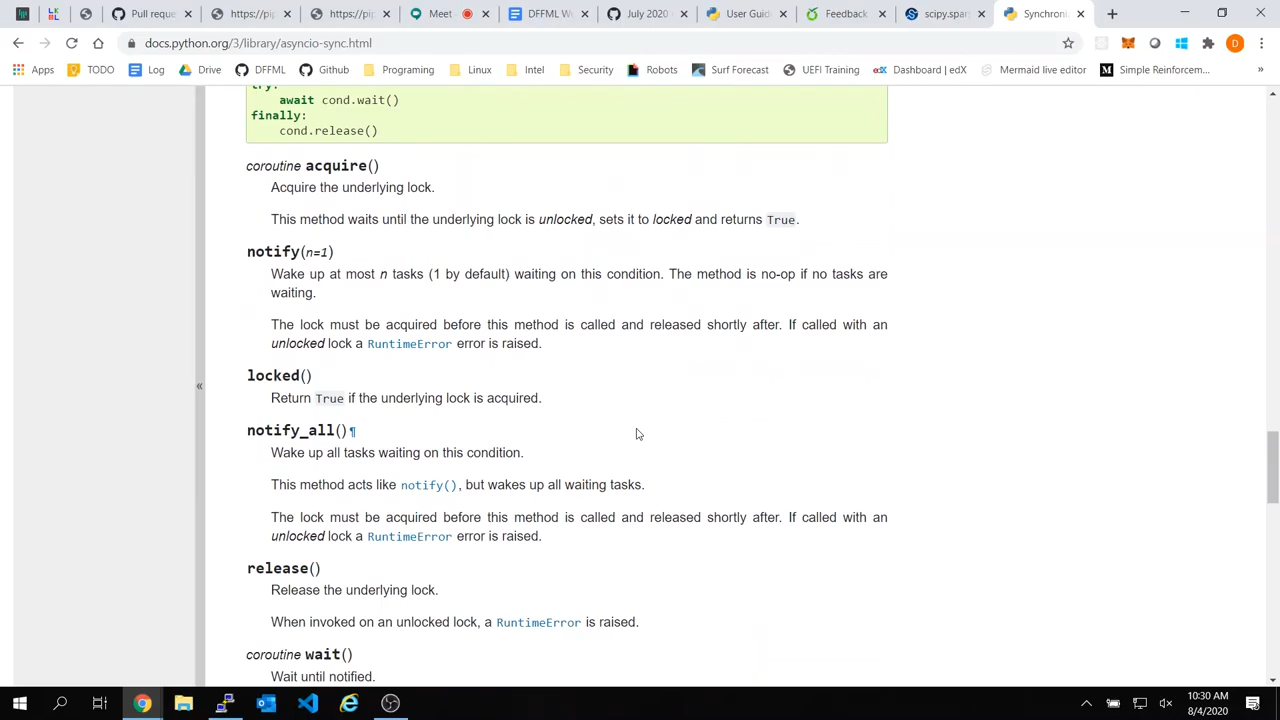 Pull reque
https://pip
https://pip
Meet
DFFML W
July 2020
User Guid
Feedback
scipy.spar
Synchroni
docs.python.org/3/library/asyncio-sync.html
D
Apps
TODO
Log
Drive
DFFML
Github
Programing
Linux
Intel
Security
Robots
Surf Forecast
UEFI Training
edX
Dashboard | edX
Mermaid live editor
M
Simple Reinforcem...
»
try:
await cond.wait()
finally:
cond.release()
coroutine acquire()
Acquire the underlying lock.
This method waits until the underlying lock is unlocked, sets it to locked and returns True.
notify(n=1)
Wake up at most n tasks (1 by default) waiting on this condition. The method is no-op if no tasks are
waiting.
The lock must be acquired before this method is called and released shortly after. If called with an
unlocked lock a RuntimeError error is raised.
«
locked()
Return True if the underlying lock is acquired.
notify_all()¶
Wake up all tasks waiting on this condition.
This method acts like notify(), but wakes up all waiting tasks.
The lock must be acquired before this method is called and released shortly after. If called with an
unlocked lock a RuntimeError error is raised.
release()
Release the underlying lock.
When invoked on an unlocked lock, a RuntimeError is raised.
coroutine wait()
Wait until notified.
10:30 AM
8/4/2020